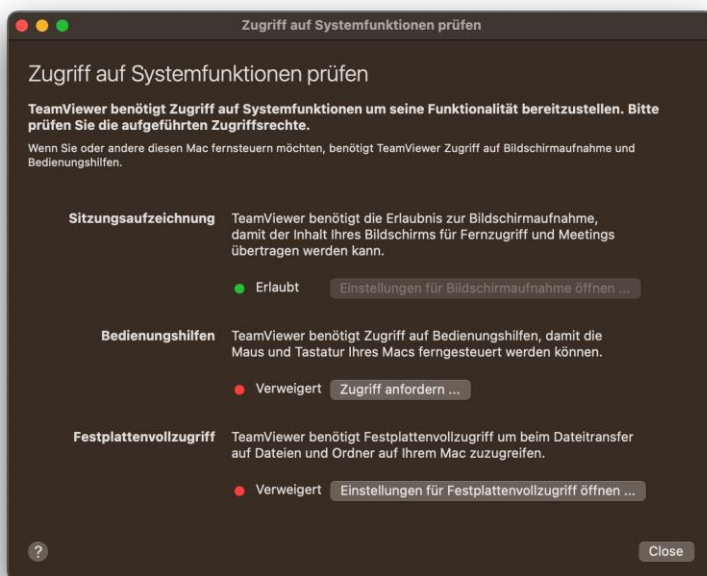 Zugriff auf Systemfunktionen prüfen
Zugriff auf Systemfunktionen prüfen
TeamViewer benötigt Zugriff auf Systemfunktionen um seine Funktionalität bereitzustellen. Bitte
prüfen Sie die aufgeführten Zugriffsrechte.
Wenn Sie oder andere diesen Mac fernsteuern möchten, benötigt TeamViewer Zugriff auf Bildschirmaufnahme und
Bedienungshilfen.
Sitzungsaufzeichnung TeamViewer benötigt die Erlaubnis zur Bildschirmaufnahme,
damit der Inhalt Ihres Bildschirms für Fernzugriff und Meetings
übertragen werden kann.
Erlaubt Einstellungen für Bildschirmaufnahme öffnen ...
Bedienungshilfen TeamViewer benötigt Zugriff auf Bedienungshilfen, damit die
Maus und Tastatur Ihres Macs ferngesteuert werden können.
Verweigert Zugriff anfordern ...
Festplattenvollzugriff TeamViewer benötigt Festplattenvollzugriff um beim Dateitransfer
auf Dateien und Ordner auf Ihrem Mac zuzugreifen.
Verweigert Einstellungen für Festplattenvollzugriff öffnen ...
? Close